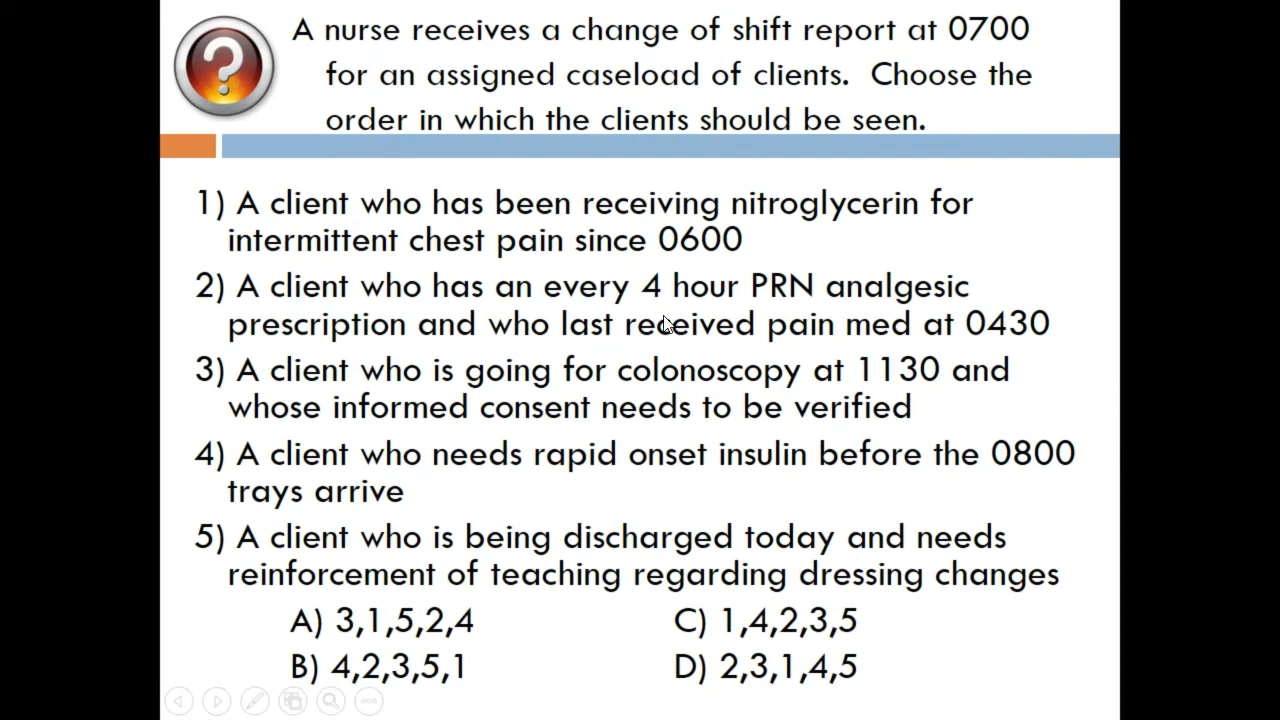 A nurse receives a change of shift report at 0700
for an assigned caseload of clients. Choose the
order in which the clients should be seen.
1) A client who has been receiving nitroglycerin for
intermittent chest pain since 0600
2) A client who has an every 4 hour PRN analgesic
prescription and who last received pain med at 0430
3) A client who is going for colonoscopy at 1130 and
whose informed consent needs to be verified
4) A client who needs rapid onset insulin before the 0800
trays arrive
5) A client who is being discharged today and needs
reinforcement of teaching regarding dressing changes
A) 3,1,5,2,4
C) 1,4,2,3,5
B) 4,2,3,5,1
D) 2,3,1,4,5